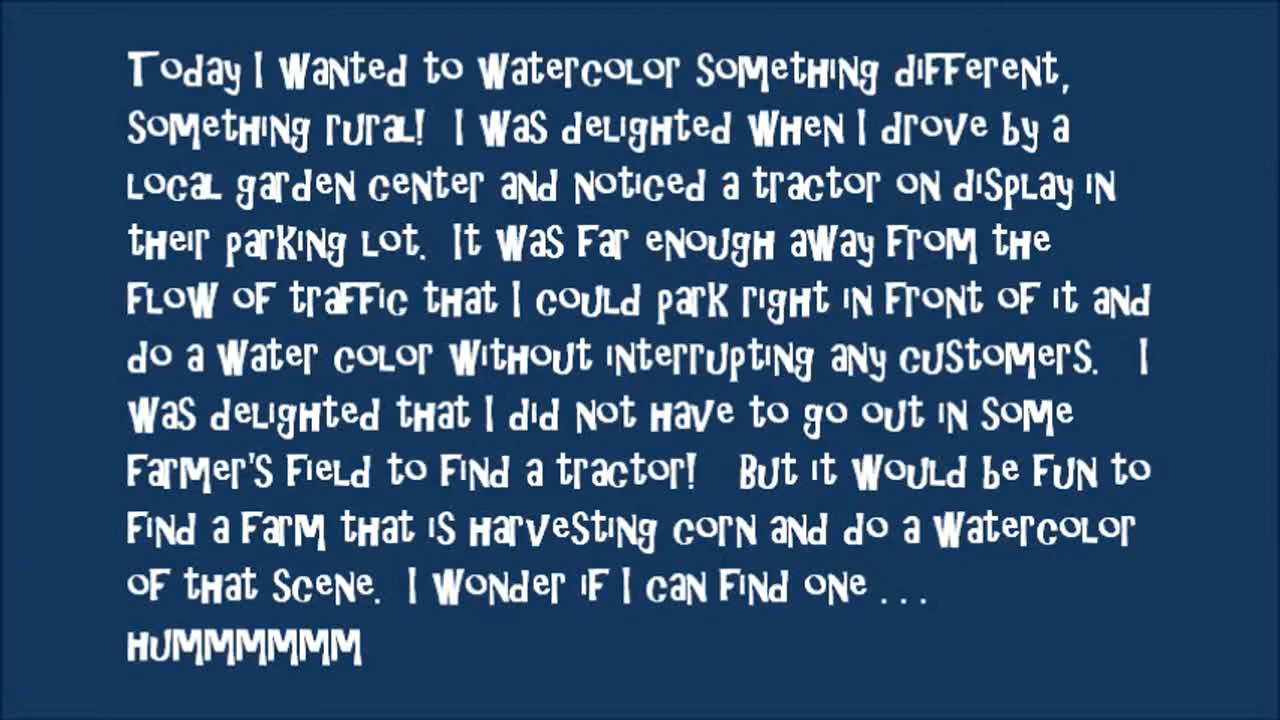 Today I wanted to watercolor something different,
something rural!  I was delighted when I drove by a
local garden center and noticed a tractor on display in
their parking lot.  It was far enough away from the
flow of traffic that I could park right in front of it and
do a water color without interrupting any customers.   I
was delighted that I did not have to go out in some
farmer's field to find a tractor!   But it would be fun to
find a farm that is harvesting corn and do a watercolor
of that scene.  I wonder if I can find one . . .
hummmmmm